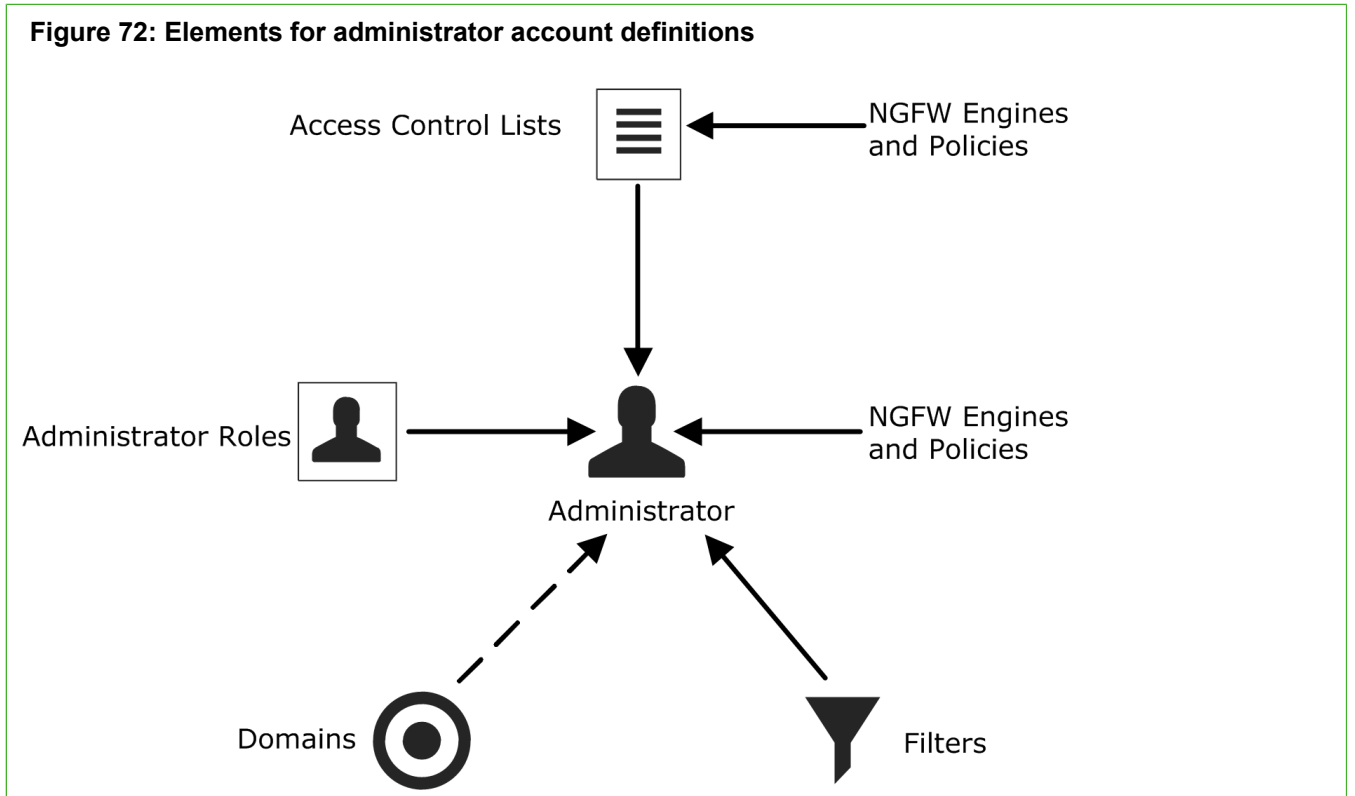 Figure 72: Elements for administrator account definitions
Access Control Lists
NGFW Engines
and Policies
Administrator Roles
NGFW Engines
and Policies
Administrator
Domains
Filters